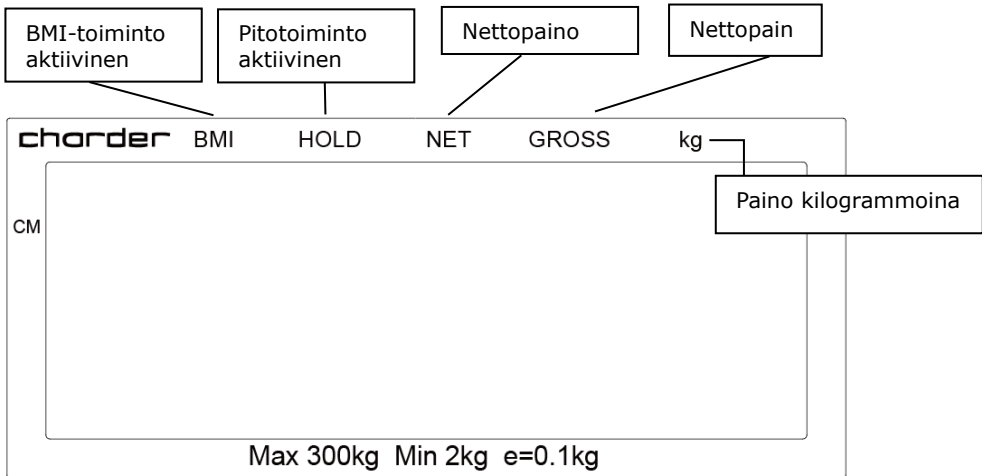 BMI-toiminto
aktiivinen
Pitotoiminto
aktiivinen
Nettopaino
Nettopain
charder BMI HOLD NET GROSS kg
Paino kilogrammoina
CM
Max 300kg Min 2kg e=0.1kg